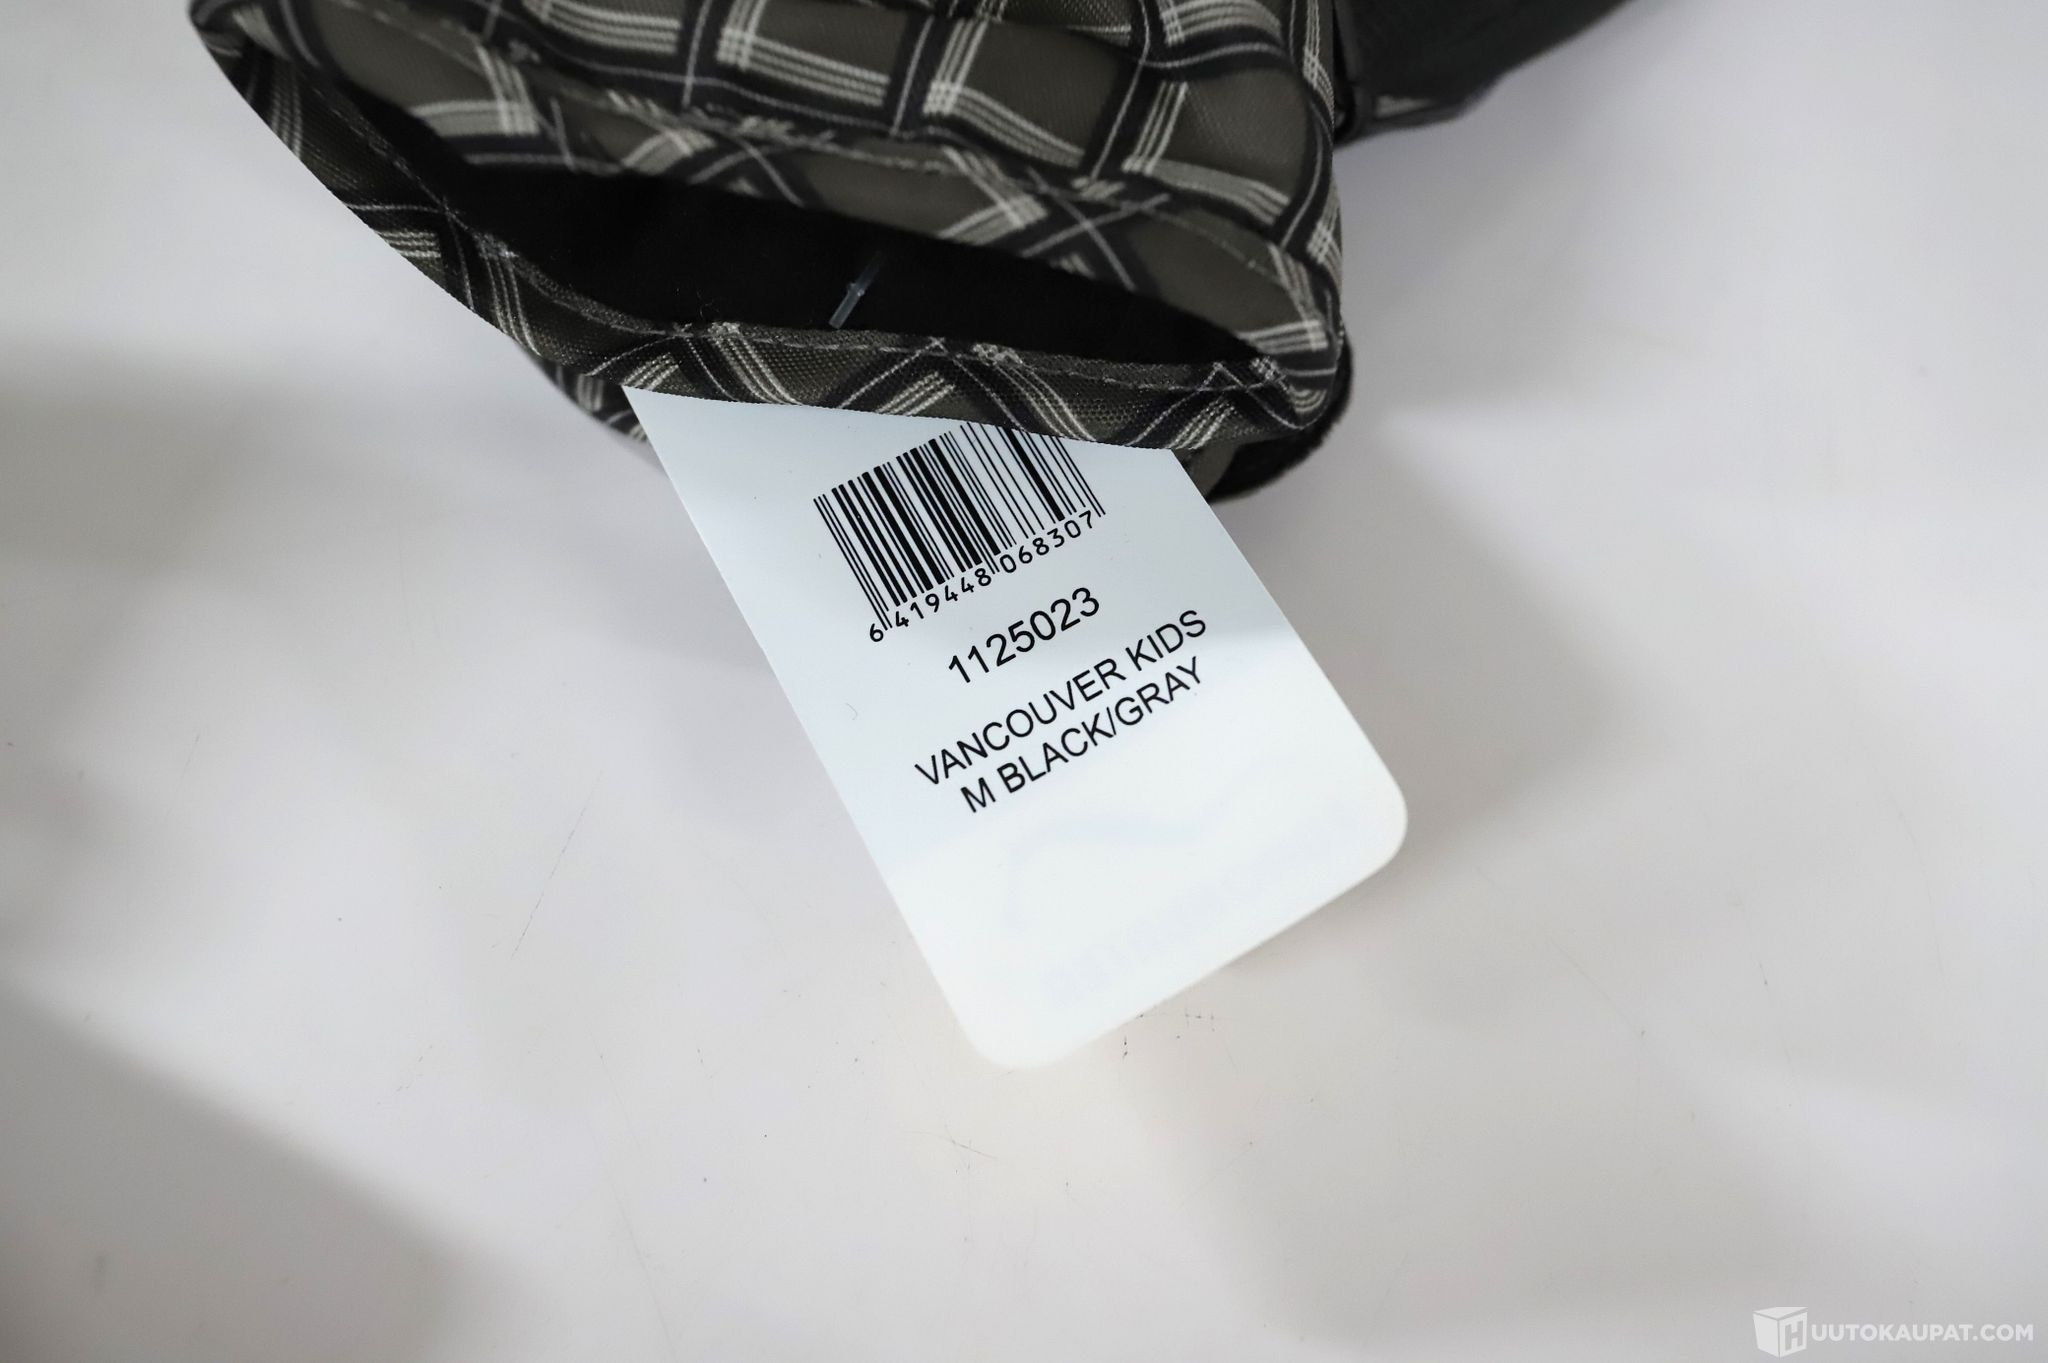 6 419448 068307
1125023
VANCOUVER KIDS
M BLACK/GRAY
HUUTOKAUPAT.COM